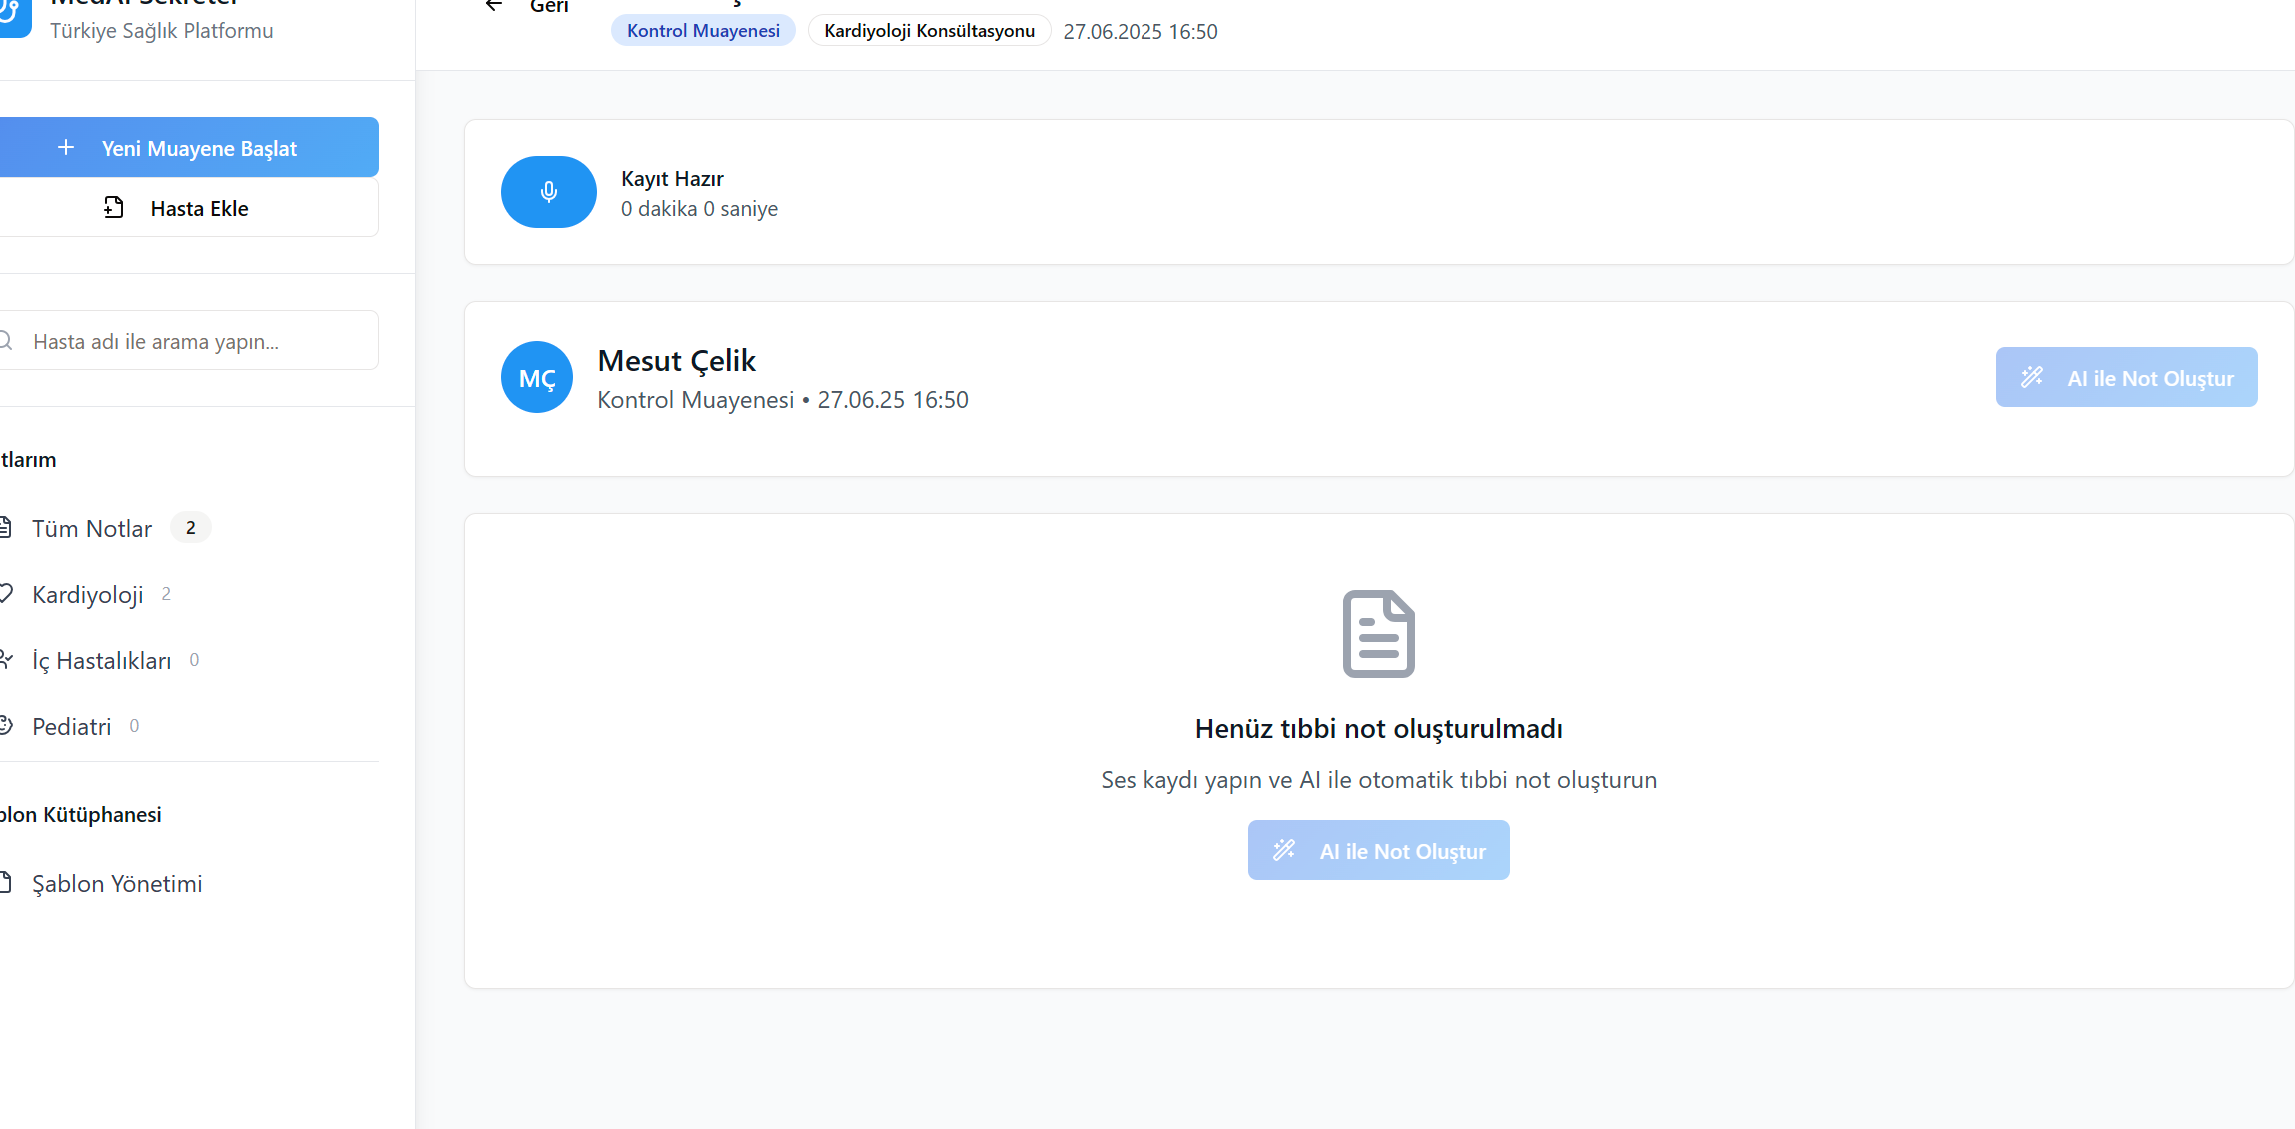 MedAI Sekreter
Türkiye Sağlık Platformu
Yeni Muayene Başlat
Hasta Ekle
Hasta adı ile arama yapın...
tlarım
Tüm Notlar 2
Kardiyoloji 2
İç Hastalıkları 0
Pediatri 0
blon Kütüphanesi
Şablon Yönetimi
Geri
Kontrol Muayenesi Kardiyoloji Konsültasyonu 27.06.2025 16:50
Kayıt Hazır
0 dakika 0 saniye
MÇ
Mesut Çelik
Kontrol Muayenesi • 27.06.25 16:50
AI ile Not Oluştur
Henüz tıbbi not oluşturulmadı
Ses kaydı yapın ve AI ile otomatik tıbbi not oluşturun
AI ile Not Oluştur